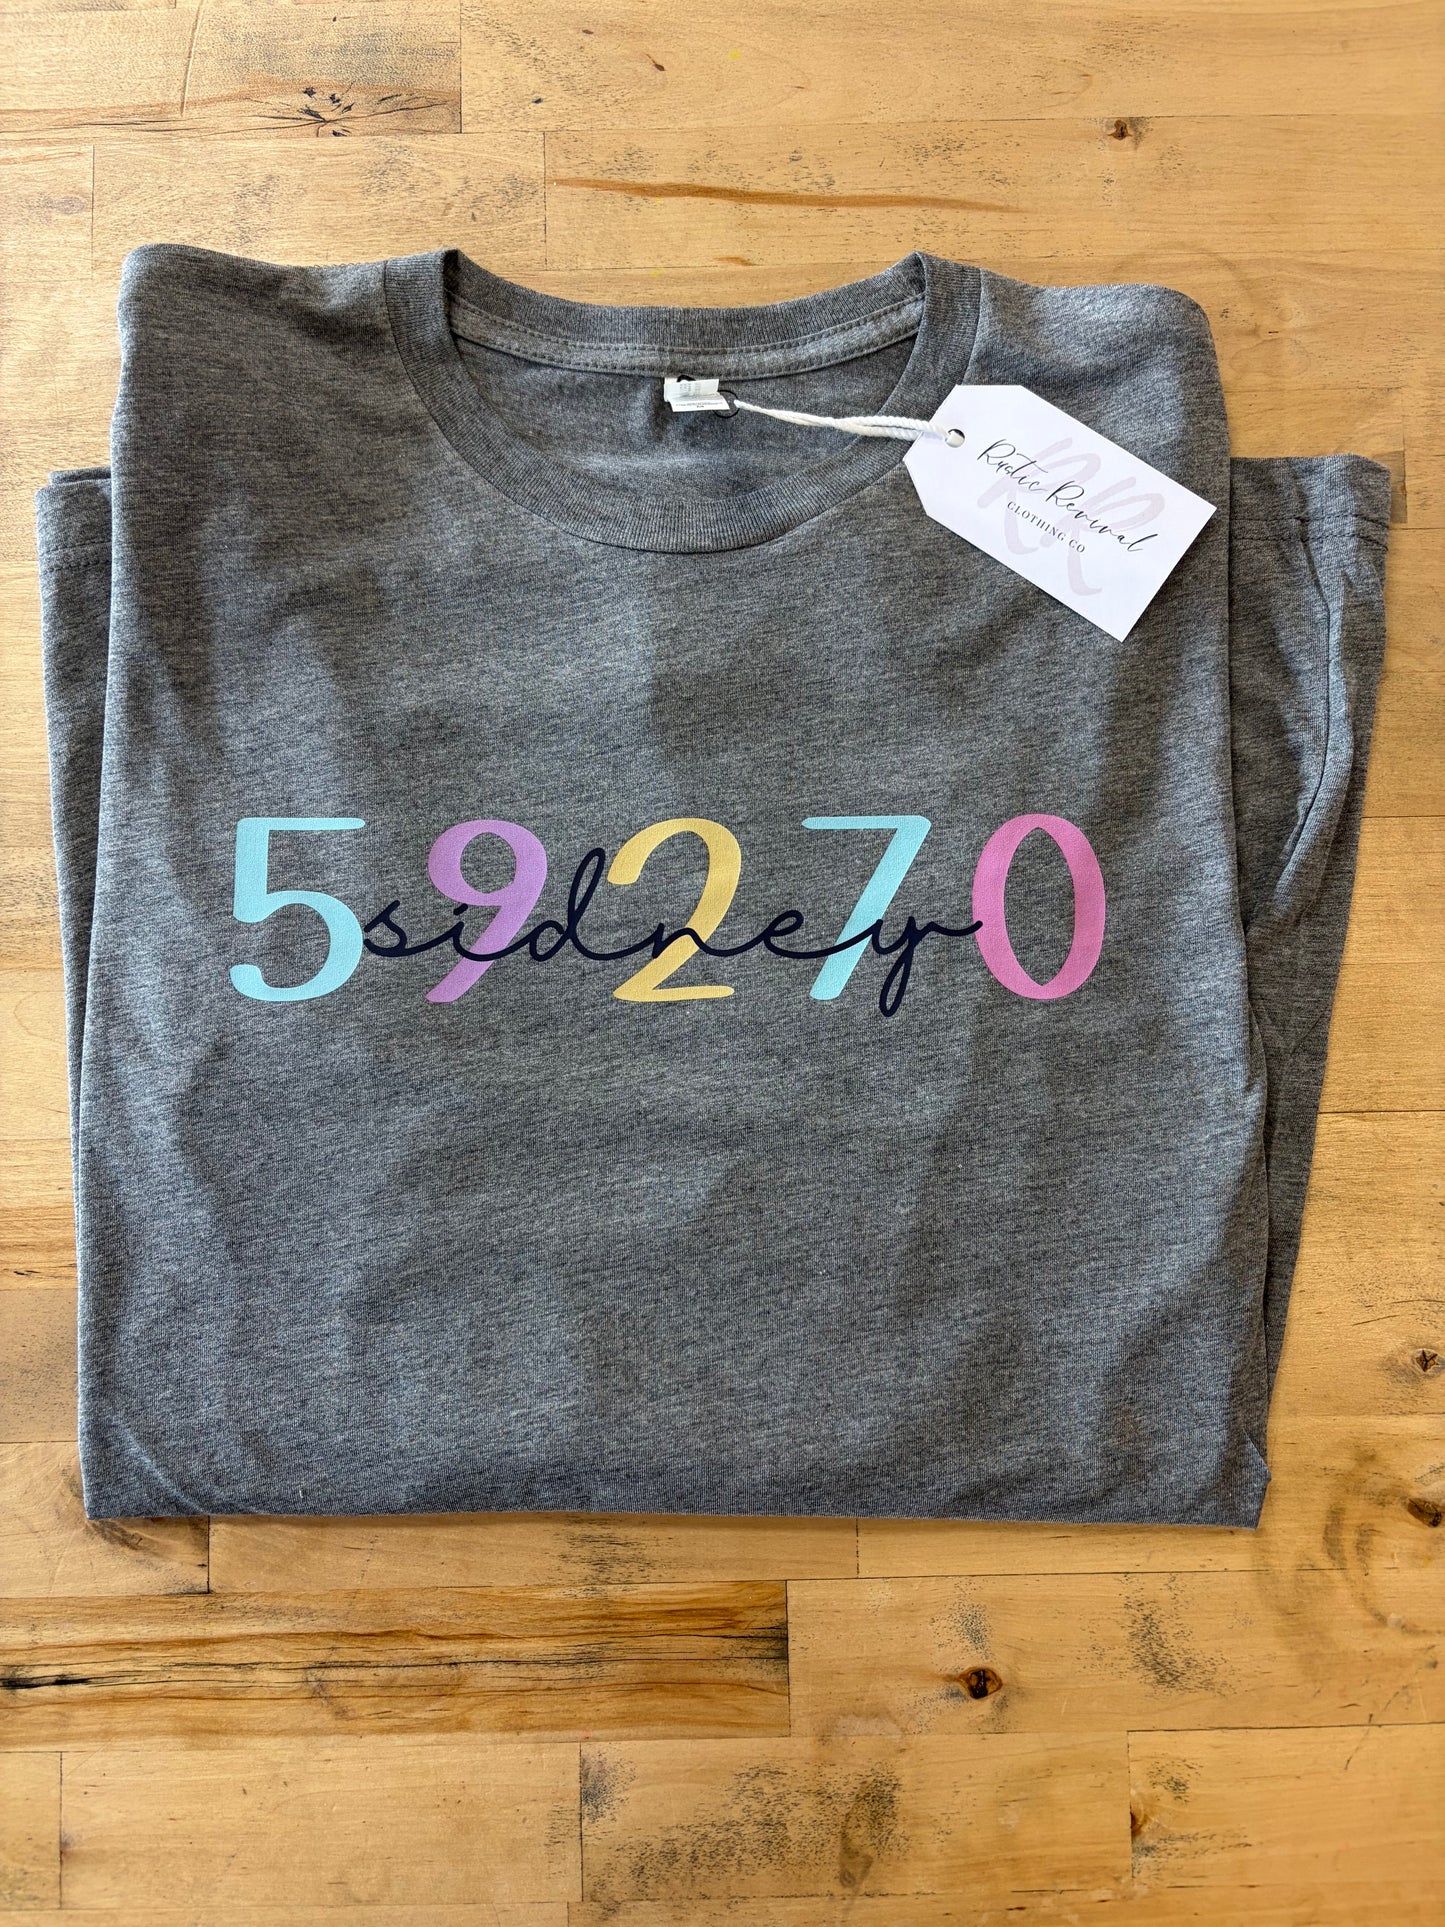 Rustic Revival
CLOTHING CO
59270
sidney